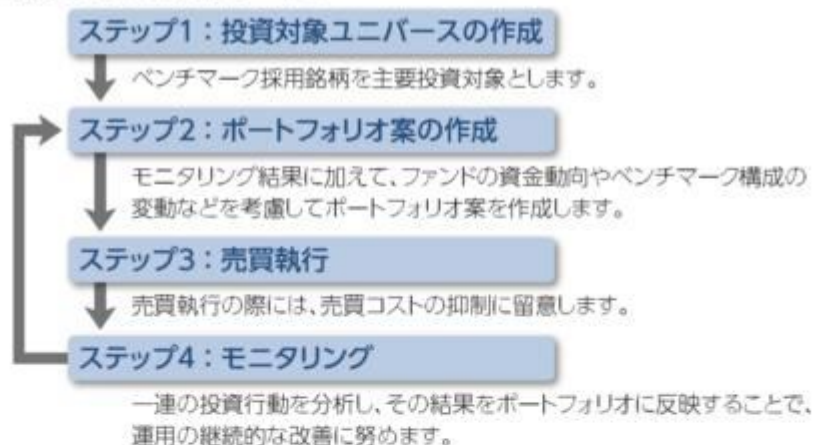 ステップ1：投資対象ユニバースの作成
ベンチマーク採用銘柄を主要投資対象とします。
ステップ2：ポートフォリオ案の作成
モニタリング結果に加えて、ファンドの資金動向やベンチマーク構成の
変動などを考慮してポートフォリオ案を作成します。
ステップ3：売買執行
売買執行の際には、売買コストの抑制に留意します。
ステップ4：モニタリング
一連の投資行動を分析し、その結果をポートフォリオに反映することで、
運用の継続的な改善に努めます。